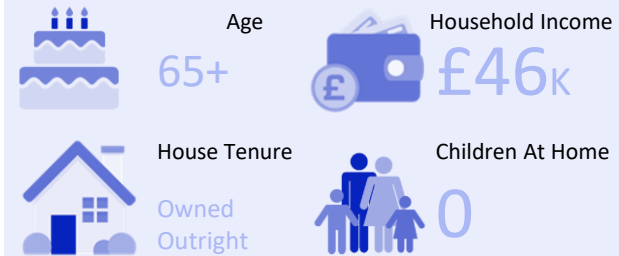 Age
65+
Household Income
£46K
£
House Tenure
Owned
Outright
Children At Home
0